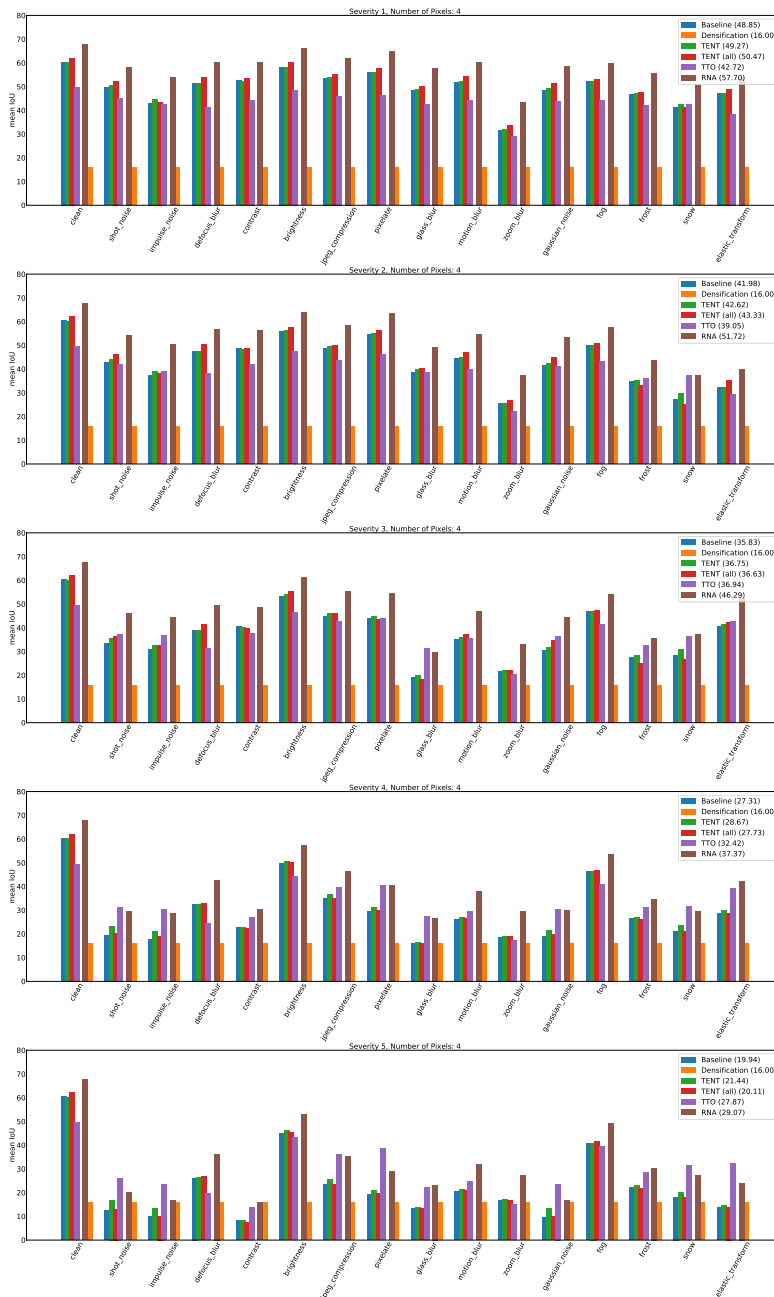 Severity 1, Number of Pixels: 4
mean IoU
80
70
60
50
40
30
20
10
0
Baseline (48.85)
Densification (16.00
TENT (49.27)
TENT (all) (50.47)
TTO (42.72)
RNA (57.70)
clean
shot_noise
impulse_noise
defocus_blur
contrast
brightness
jpeg_compression
pixelate
glass_blur
motion_blur
zoom_blur
gaussian_noise
fog
frost
snow
elastic_transform
Severity 2, Number of Pixels: 4
mean IoU
80
70
60
50
40
30
20
10
0
Baseline (41.98)
Densification (16.00
TENT (42.62)
TENT (all) (43.33)
TTO (39.05)
RNA (51.72)
clean
shot_noise
impulse_noise
defocus_blur
contrast
brightness
jpeg_compression
pixelate
glass_blur
motion_blur
zoom_blur
gaussian_noise
fog
frost
snow
elastic_transform
Severity 3, Number of Pixels: 4
mean IoU
80
70
60
50
40
30
20
10
0
Baseline (35.83)
Densification (16.00
TENT (36.75)
TENT (all) (36.63)
TTO (36.94)
RNA (46.29)
clean
shot_noise
impulse_noise
defocus_blur
contrast
brightness
jpeg_compression
pixelate
glass_blur
motion_blur
zoom_blur
gaussian_noise
fog
frost
snow
elastic_transform
Severity 4, Number of Pixels: 4
mean IoU
80
70
60
50
40
30
20
10
0
Baseline (27.31)
Densification (16.00
TENT (28.67)
TENT (all) (27.73)
TTO (32.42)
RNA (37.37)
clean
shot_noise
impulse_noise
defocus_blur
contrast
brightness
jpeg_compression
pixelate
glass_blur
motion_blur
zoom_blur
gaussian_noise
fog
frost
snow
elastic_transform
Severity 5, Number of Pixels: 4
mean IoU
80
70
60
50
40
30
20
10
0
Baseline (19.94)
Densification (16.00
TENT (21.44)
TENT (all) (20.11)
TTO (27.87)
RNA (29.07)
clean
shot_noise
impulse_noise
defocus_blur
contrast
brightness
jpeg_compression
pixelate
glass_blur
motion_blur
zoom_blur
gaussian_noise
fog
frost
snow
elastic_transform